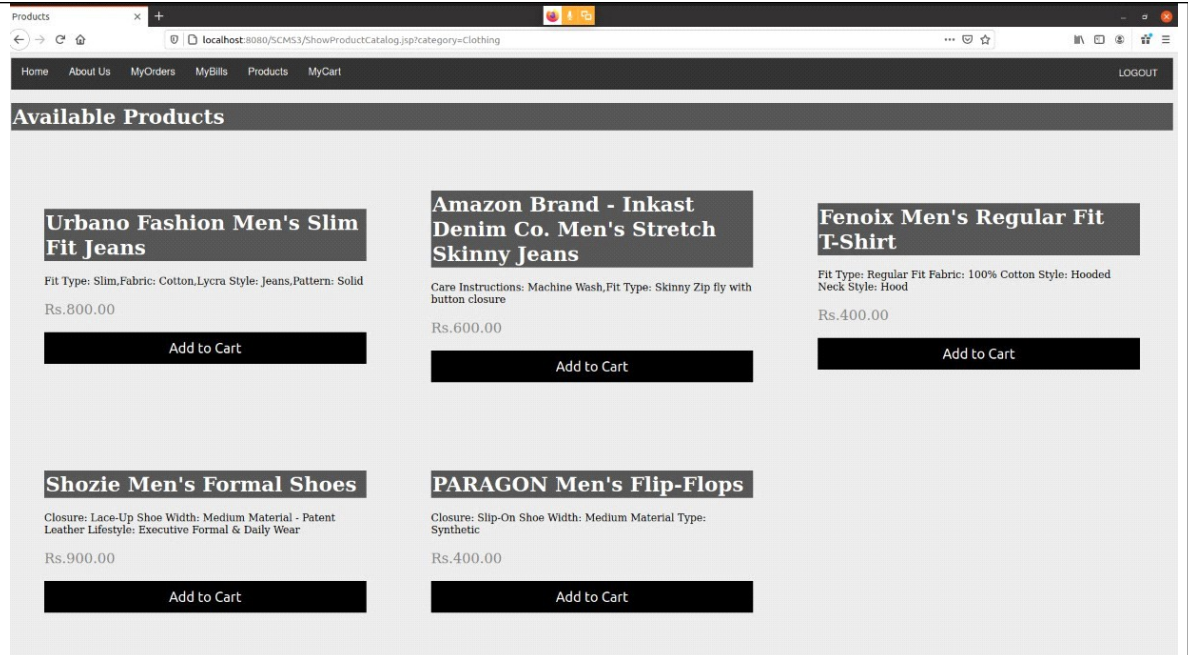 Products
localhost:8080/SCMS3/ShowProductCatalog.jsp?category=Clothing
Home About Us MyOrders MyBills Products MyCart LOGOUT
Available Products
Urbano Fashion Men's Slim
Fit Jeans
Fit Type: Slim,Fabric: Cotton,Lycra Style: Jeans,Pattern: Solid
Rs.800.00
Add to Cart
Amazon Brand - Inkast
Denim Co. Men's Stretch
Skinny Jeans
Care Instructions: Machine Wash,Fit Type: Skinny Zip fly with
button closure
Rs.600.00
Add to Cart
Fenoix Men's Regular Fit
T-Shirt
Fit Type: Regular Fit Fabric: 100% Cotton Style: Hooded
Neck Style: Hood
Rs.400.00
Add to Cart
Shozie Men's Formal Shoes
Closure: Lace-Up Shoe Width: Medium Material - Patent
Leather Lifestyle: Executive Formal & Daily Wear
Rs.900.00
Add to Cart
PARAGON Men's Flip-Flops
Closure: Slip-On Shoe Width: Medium Material Type:
Synthetic
Rs.400.00
Add to Cart